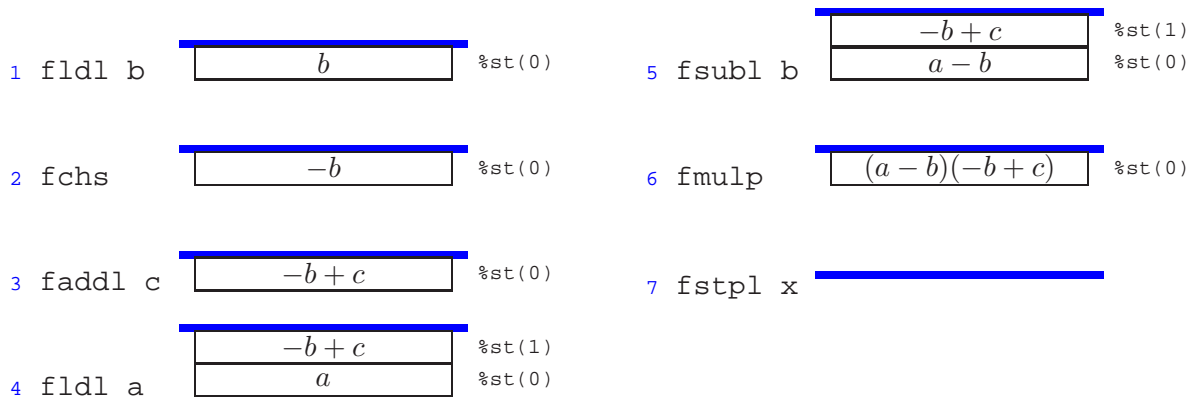 1 fldl b
b %st(0)
2 fchs
−b %st(0)
3 faddl c
−b + c %st(0)
4 fldl a
−b + c %st(1)
a %st(0)
5 fsubl b
−b + c %st(1)
a − b %st(0)
6 fmulp
(a − b)(−b + c) %st(0)
7 fstpl x